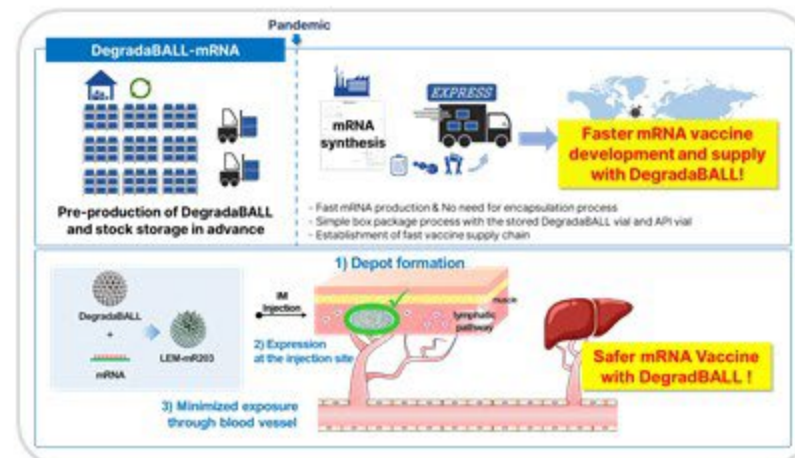 Pandemic
DegradaBALL-mRNA
Pre-production of DegradaBALL
and stock storage in advance
mRNA
synthesis
EXPRESS
Faster mRNA vaccine
development and supply
with DegradaBALL!
- Fast mRNA production & No need for encapsulation process
- Simple box package process with the stored DegradaBALL vial and API vial
- Establishment of fast vaccine supply chain
1) Depot formation
DegradaBALL
+
mRNA
LEM-mR203
IM
Injection
muscle
lymphatic
pathway
2) Expression
at the injection site
3) Minimized exposure
through blood vessel
Safer mRNA Vaccine
with DegradBALL !